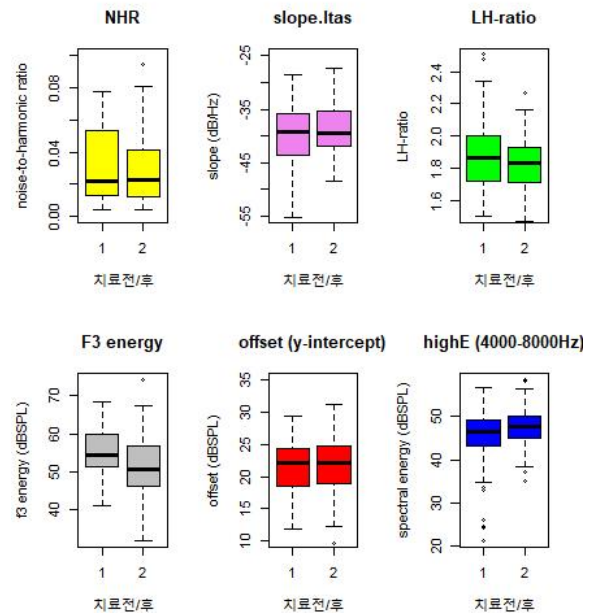 NHR
noise-to-harmonic ratio
0.00 0.04 0.08
1 2
치료전/후
slope.ltas
slope (dB/Hz)
-55 -45 -35 -25
1 2
치료전/후
LH-ratio
LH-ratio
1.6 1.8 2.0 2.2 2.4
1 2
치료전/후
F3 energy
f3 energy (dBSPL)
40 50 60 70
1 2
치료전/후
offset (y-intercept)
offset (dBSPL)
10 15 20 25 30 35
1 2
치료전/후
highE (4000-8000Hz)
spectral energy (dBSPL)
20 30 40 50
1 2
치료전/후